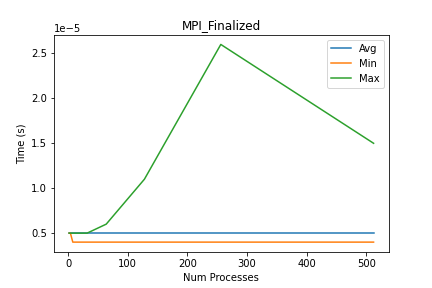 MPI_Finalized
1e−5
Avg
Min
Max
2.5
2.0
1.5
1.0
0.5
Time (s)
0 100 200 300 400 500
Num Processes